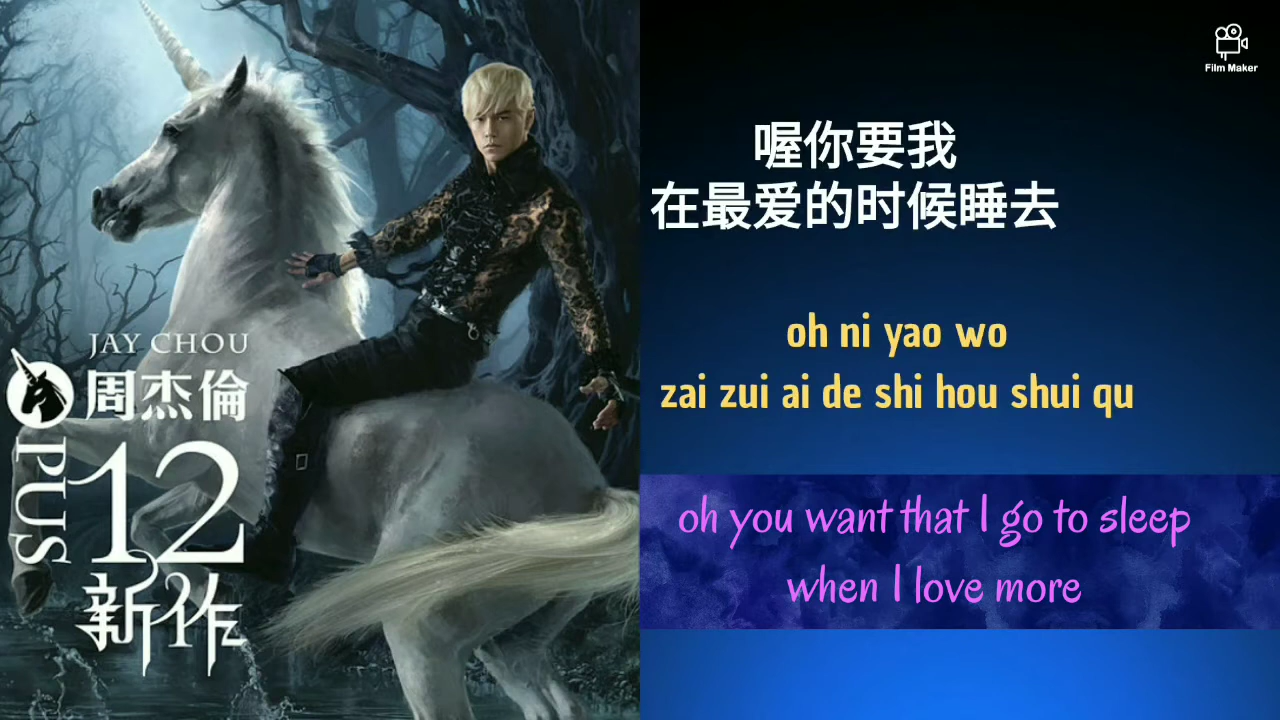 JAY CHOU
周杰倫
OPUS
12
新作
Film Maker
喔你要我
在最爱的时候睡去
oh ni yao wo
zai zui ai de shi hou shui qu
oh you want that I go to sleep
when I love more